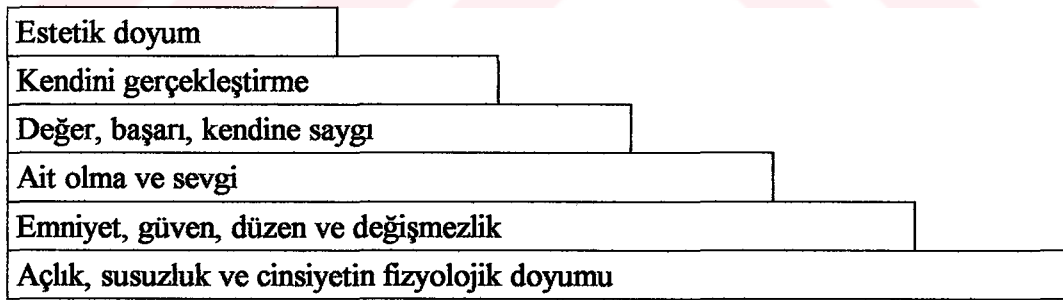 Estetik doyum
Kendini gerçekleştirme
Değer, başarı, kendine saygı
Ait olma ve sevgi
Emniyet, güven, düzen ve değişmezlik
Açlık, susuzluk ve cinsiyetin fizyolojik doyumu